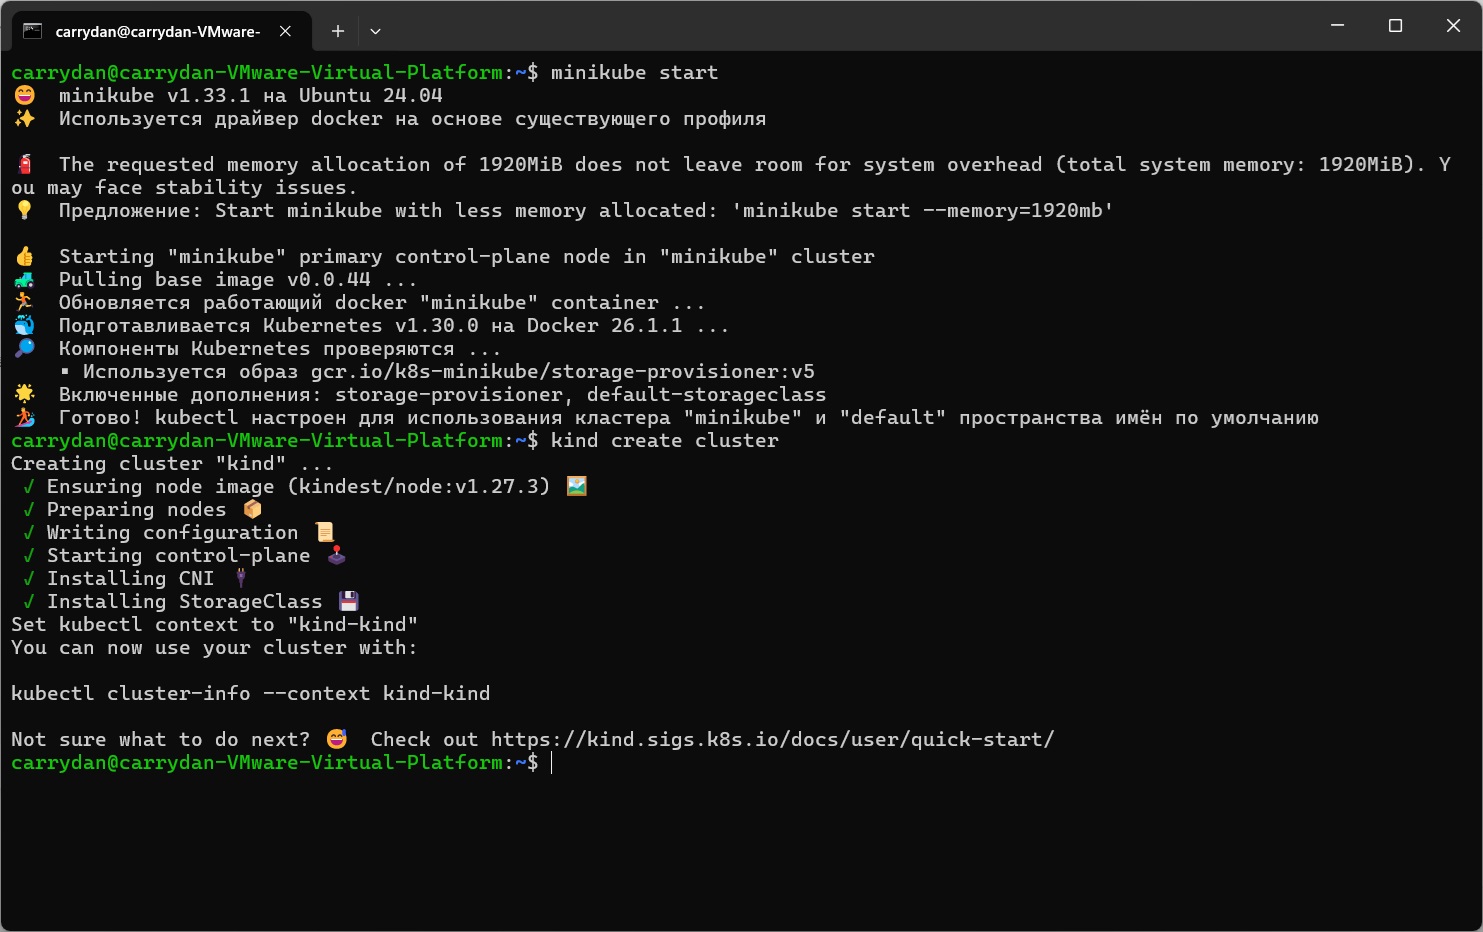 carrydan@carrydan-VMware-
carrydan@carrydan-VMware-Virtual-Platform:~$ minikube start
😄  minikube v1.33.1 на Ubuntu 24.04
✨  Используется драйвер docker на основе существующего профиля
🧯  The requested memory allocation of 1920MiB does not leave room for system overhead (total system memory: 1920MiB). Y
ou may face stability issues.
💡  Предложение: Start minikube with less memory allocated: 'minikube start --memory=1920mb'
👍  Starting "minikube" primary control-plane node in "minikube" cluster
🚜  Pulling base image v0.0.44 ...
🏃  Обновляется работающий docker "minikube" container ...
🐳  Подготавливается Kubernetes v1.30.0 на Docker 26.1.1 ...
🔎  Компоненты Kubernetes проверяются ...
▪ Используется образ gcr.io/k8s-minikube/storage-provisioner:v5
🌟  Включенные дополнения: storage-provisioner, default-storageclass
🏄  Готово! kubectl настроен для использования кластера "minikube" и "default" пространства имён по умолчанию
carrydan@carrydan-VMware-Virtual-Platform:~$ kind create cluster
Creating cluster "kind" ...
✓ Ensuring node image (kindest/node:v1.27.3) 🖼
✓ Preparing nodes 📦
✓ Writing configuration 📜
✓ Starting control-plane 🕹
✓ Installing CNI 🔌
✓ Installing StorageClass 💾
Set kubectl context to "kind-kind"
You can now use your cluster with:
kubectl cluster-info --context kind-kind
Not sure what to do next? 😅  Check out https://kind.sigs.k8s.io/docs/user/quick-start/
carrydan@carrydan-VMware-Virtual-Platform:~$